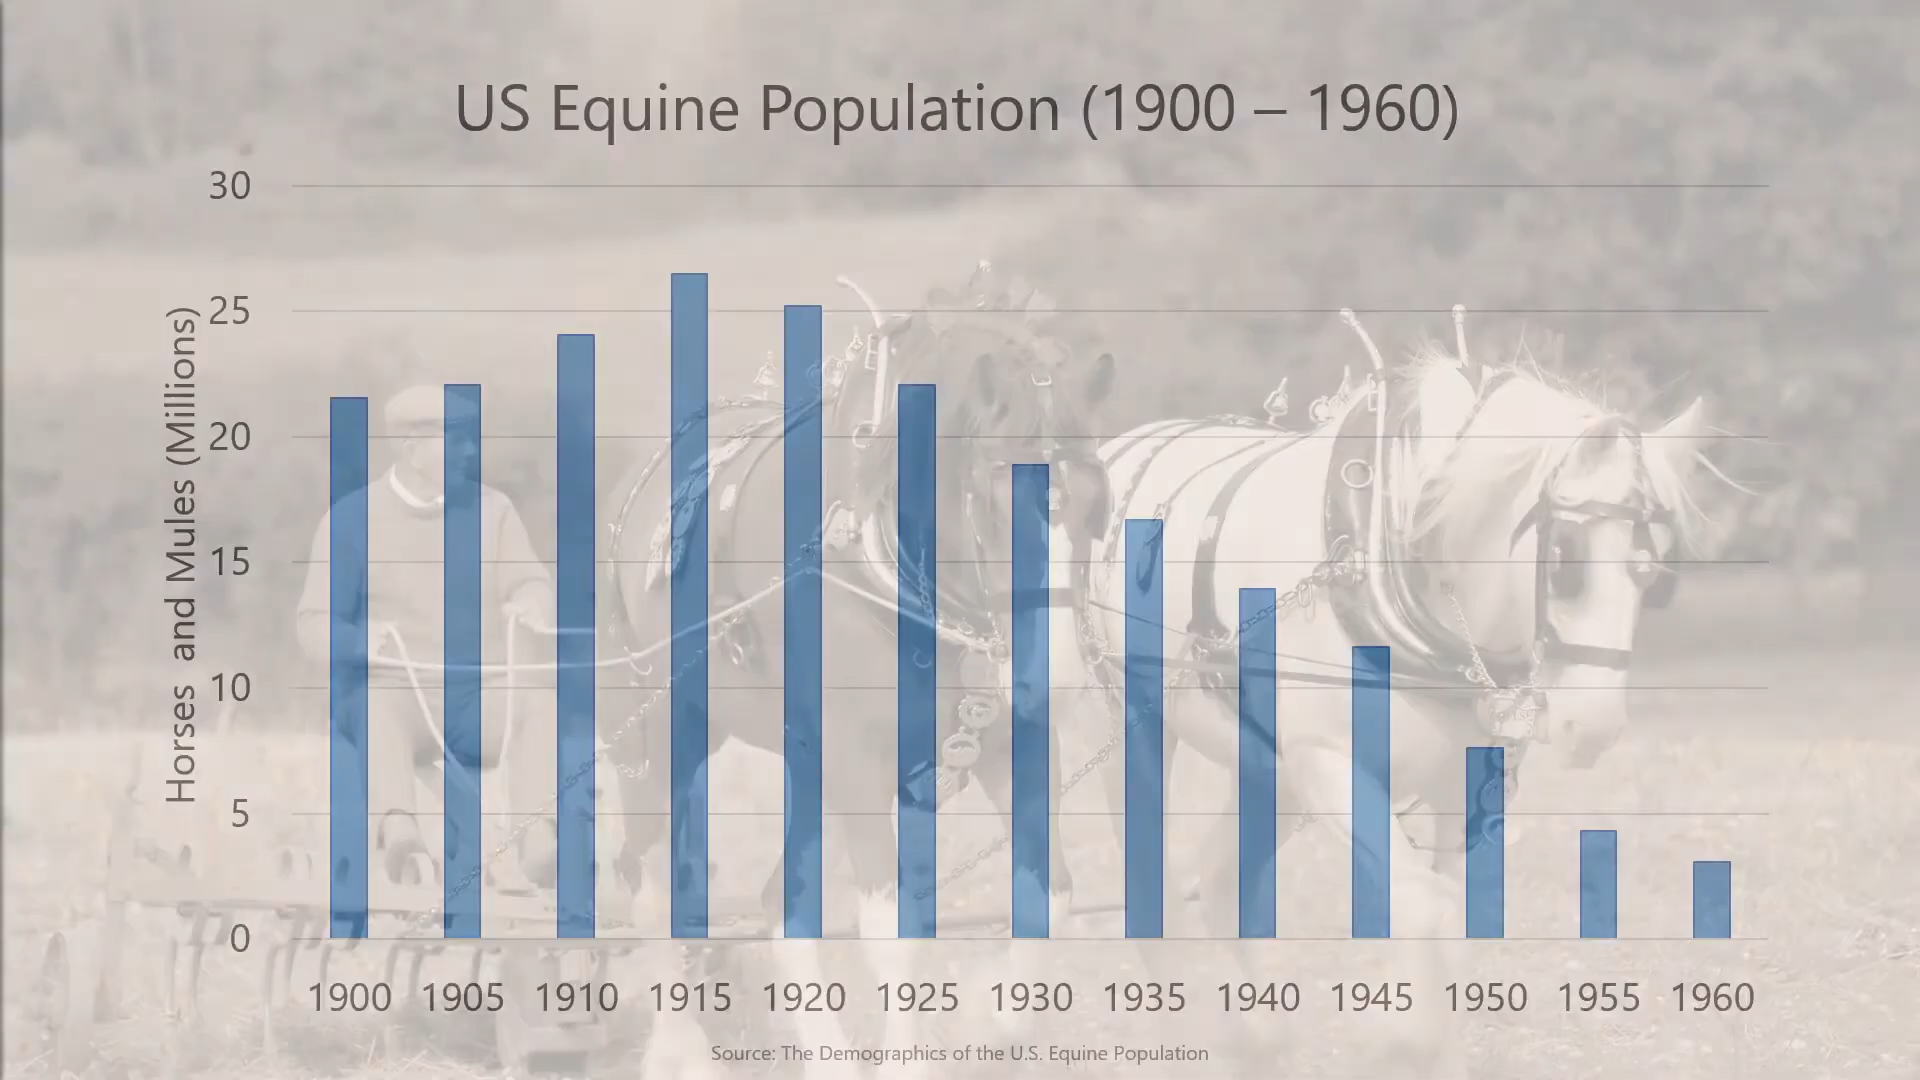 US Equine Population (1900 – 1960)
Horses and Mules (Millions)
30
25
20
15
10
5
0
1900 1905 1910 1915 1920 1925 1930 1935 1940 1945 1950 1955 1960
Source: The Demographics of the U.S. Equine Population